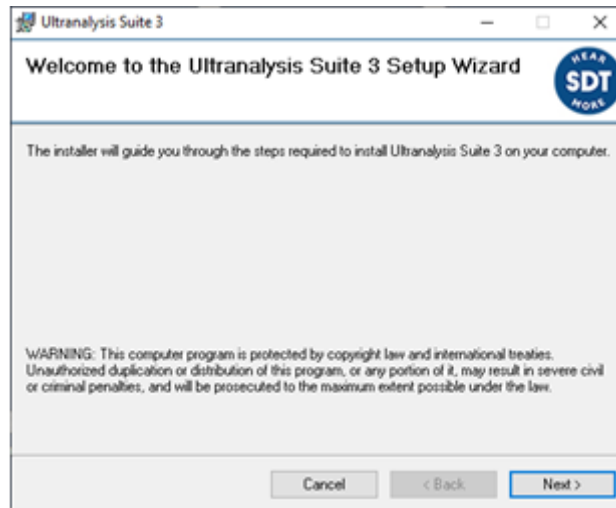 Ultranalysis Suite 3
Welcome to the Ultranalysis Suite 3 Setup Wizard
HEAR
SDT
MORE
The installer will guide you through the steps required to install Ultranalysis Suite 3 on your computer.
WARNING: This computer program is protected by copyright law and international treaties.
Unauthorized duplication or distribution of this program, or any portion of it, may result in severe civil
or criminal penalties, and will be prosecuted to the maximum extent possible under the law.
Cancel
< Back
Next >